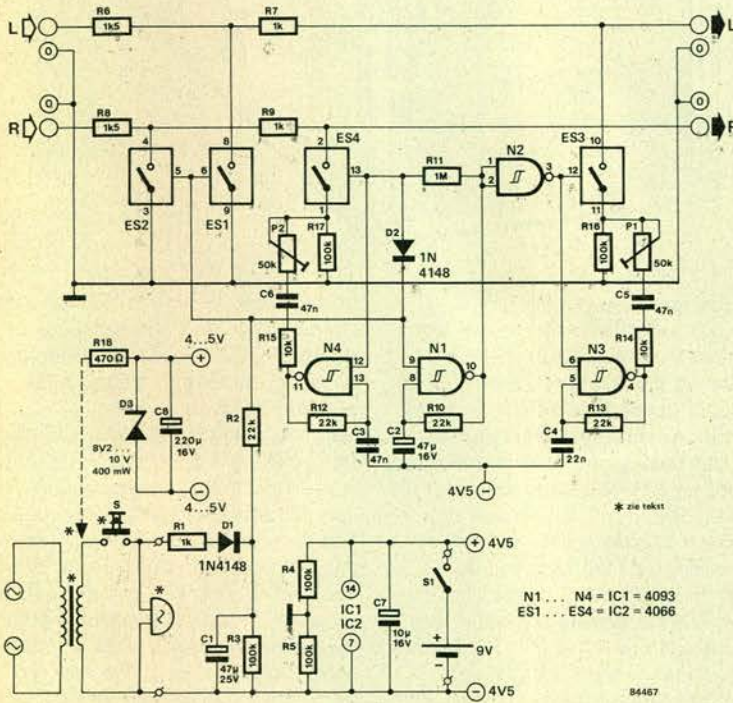 L R6 1k5 R7 1k L
0 0
0 0
R R8 1k5 R9 1k R
4 5 3 ES2
8 6 9 ES1
ES4 2 13 1
R11 1M
N2 1 2 3
ES3 10 12 11
P2 50k
R17 100k
D2 1N 4148
R16 100k
P1 50k
C6 47n
C5 47n
R15 10k
N4 11 12 13
N1 9 8 10
N3 6 5 4
R14 10k
R18 470Ω
4...5V +
D3
8V2... 10 V 400 mW
C8 220µ 16V
4...5V −
R2 22k
R12 22k
C3 47n
R10 22k
C2 47µ 16V
R13 22k
C4 22n
4V5 −
* zie tekst
* S *
* R1 1k D1 1N4148
*
C1 47µ 25V
R3 100k
R4 100k
R5 100k
14 IC1 IC2 7
C7 10µ 16V
S1
+ 4V5
+ 9V −
− 4V5
N1 ... N4 = IC1 = 4093
ES1 ... ES4 = IC2 = 4066
84467